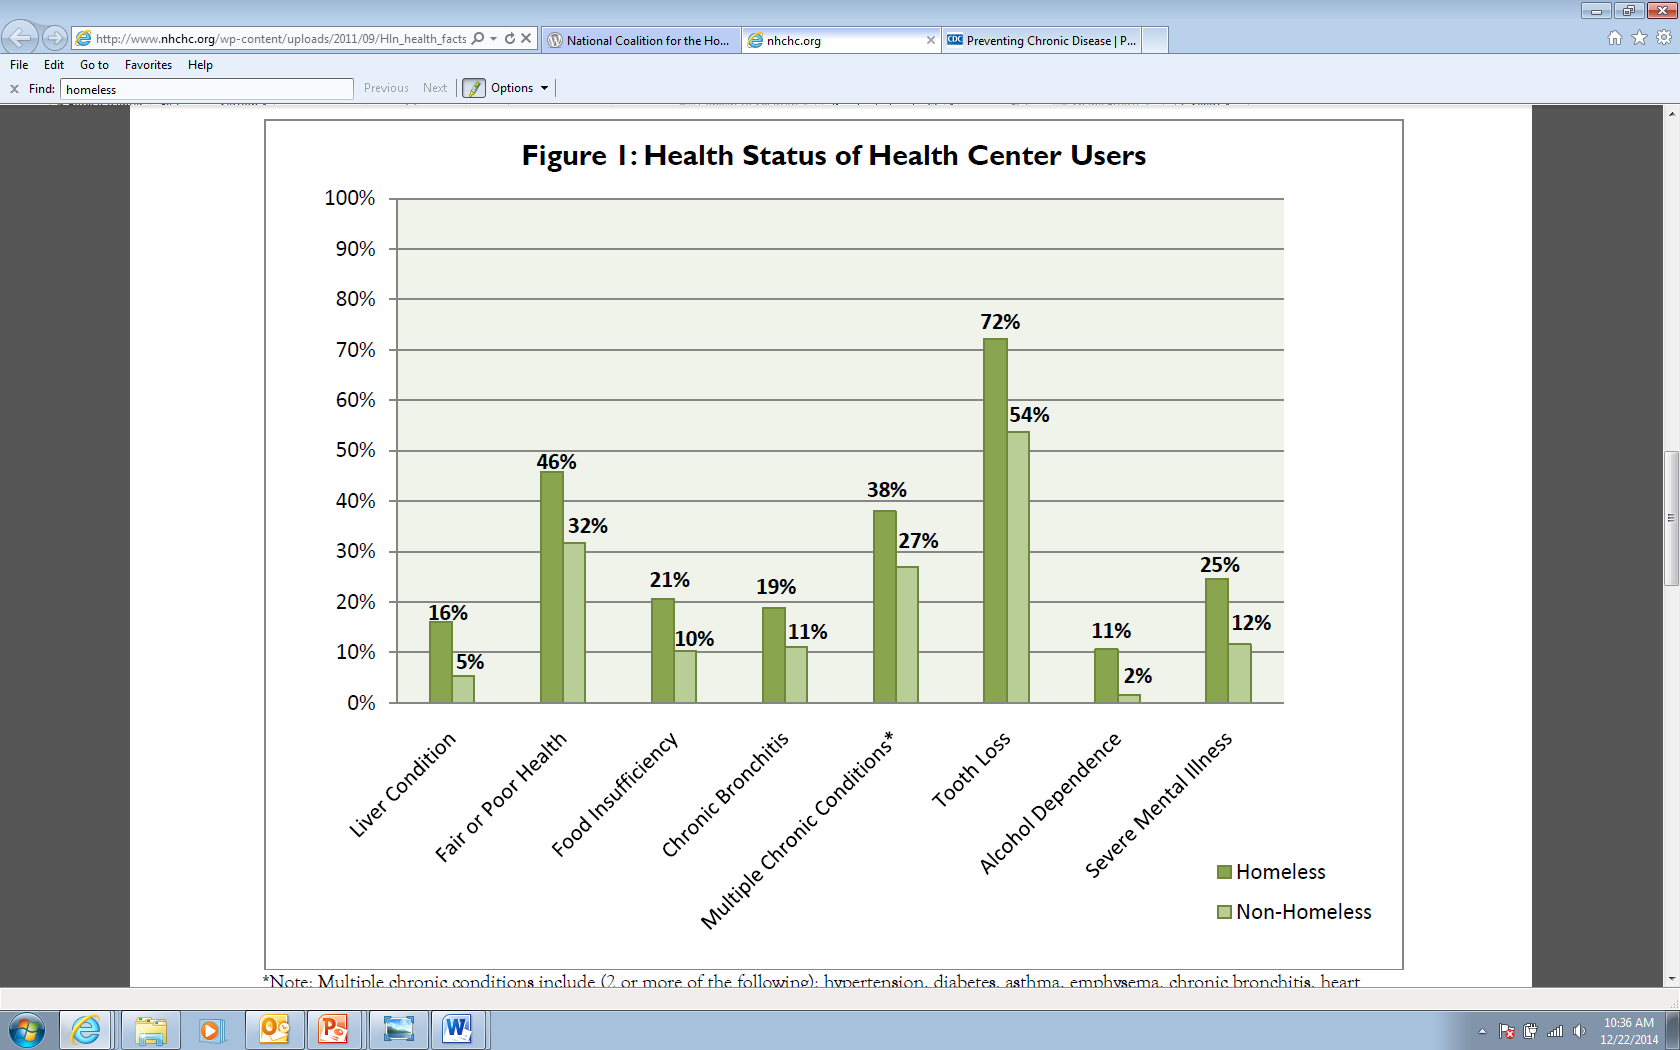 http://www.nhchc.org/wp-content/uploads/2011/09/Hln_health_facts
National Coalition for the Ho...
nhchc.org
CDC Preventing Chronic Disease | P...
File Edit Go to Favorites Help
x Find: homeless Previous Next Options
Figure 1: Health Status of Health Center Users
100%
90%
80%
70%
60%
50%
40%
30%
20%
10%
0%
16%
5%
46%
32%
21%
10%
19%
11%
38%
27%
72%
54%
11%
2%
25%
12%
Liver Condition
Fair or Poor Health
Food Insufficiency
Chronic Bronchitis
Multiple Chronic Conditions*
Tooth Loss
Alcohol Dependence
Severe Mental Illness
Homeless
Non-Homeless
*Note: Multiple chronic conditions include (2 or more of the following): hypertension, diabetes, asthma, emphysema, chronic bronchitis, heart
10:36 AM
12/22/2014